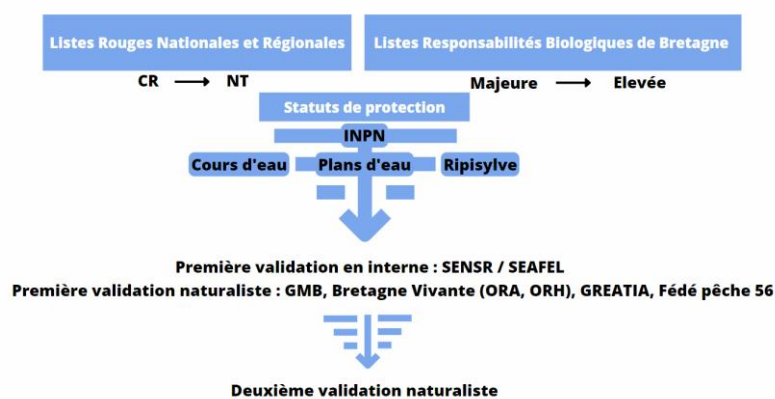 Listes Rouges Nationales et Régionales
Listes Responsabilités Biologiques de Bretagne
CR → NT
Majeure → Elevée
Statuts de protection
INPN
Cours d'eau
Plans d'eau
Ripisylve
Première validation en interne : SENSR / SEAFEL
Première validation naturaliste : GMB, Bretagne Vivante (ORA, ORH), GREATIA, Fédé pêche 56
Deuxième validation naturaliste